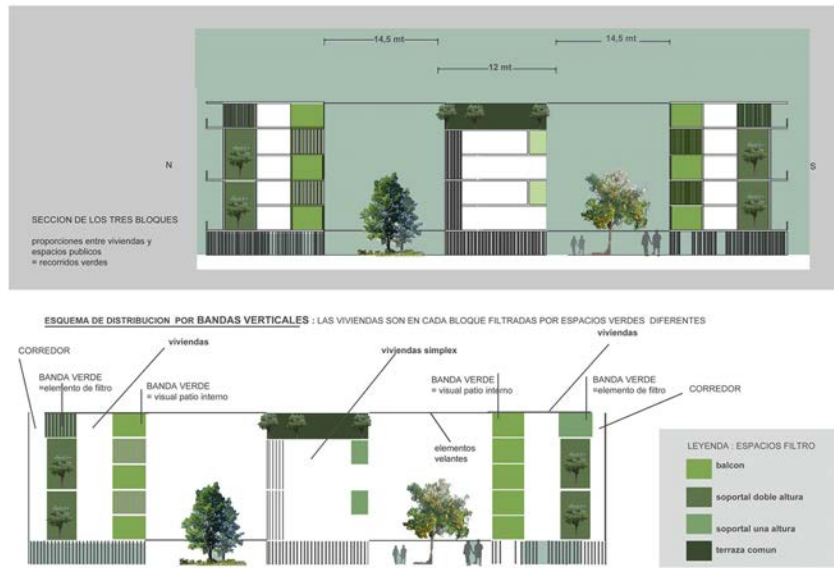 14,5 mt
14,5 mt
12 mt
N
S
SECCION DE LOS TRES BLOQUES
proporciones entre viviendas y
espacios publicos
= recorridos verdes
ESQUEMA DE DISTRIBUCION POR BANDAS VERTICALES : LAS VIVIENDAS SON EN CADA BLOQUE FILTRADAS POR ESPACIOS VERDES DIFERENTES
viviendas
viviendas
CORREDOR
viviendas simplex
BANDA VERDE
=elemento de filtro
BANDA VERDE
= visual patio interno
BANDA VERDE
= visual patio interno
BANDA VERDE
=elemento de filtro
CORREDOR
elementos
velantes
LEYENDA : ESPACIOS FILTRO
balcon
soportal doble altura
soportal una altura
terraza comun